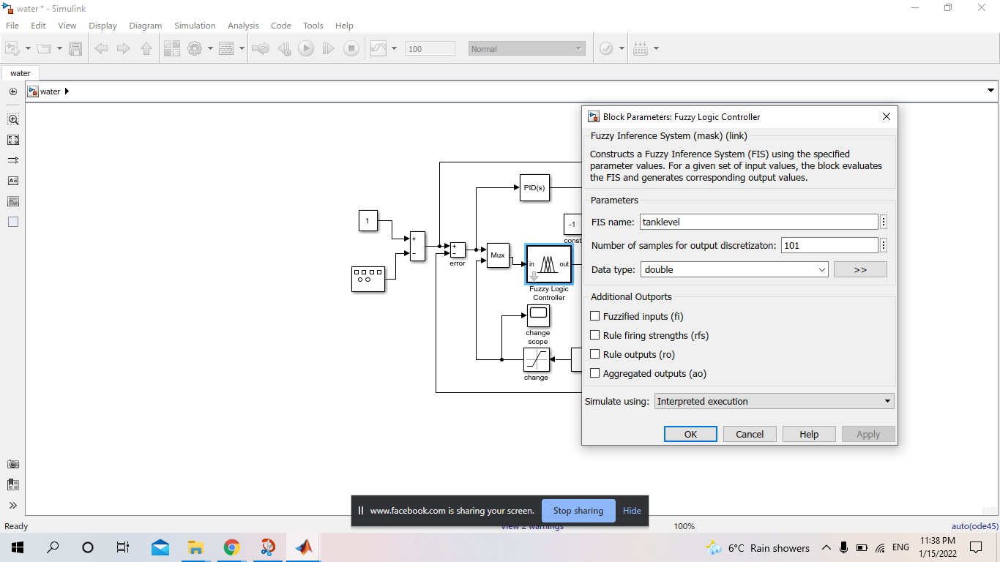 water * - Simulink
File Edit View Display Diagram Simulation Analysis Code Tools Help
100
Normal
water
water
1
+
−
+
−
error
PID(s)
-1
const
Mux
in
out
Fuzzy Logic
Controller
change
scope
change
Block Parameters: Fuzzy Logic Controller
Fuzzy Inference System (mask) (link)
Constructs a Fuzzy Inference System (FIS) using the specified
parameter values. For a given set of input values, the block evaluates
the FIS and generates corresponding output values.
Parameters
FIS name: tanklevel
Number of samples for output discretizaton: 101
Data type: double >>
Additional Outports
Fuzzified inputs (fi)
Rule firing strengths (rfs)
Rule outputs (ro)
Aggregated outputs (ao)
Simulate using: Interpreted execution
OK Cancel Help Apply
www.facebook.com is sharing your screen. Stop sharing Hide
Ready View 2 warnings 100% auto(ode45)
6°C Rain showers ENG 11:38 PM
1/15/2022